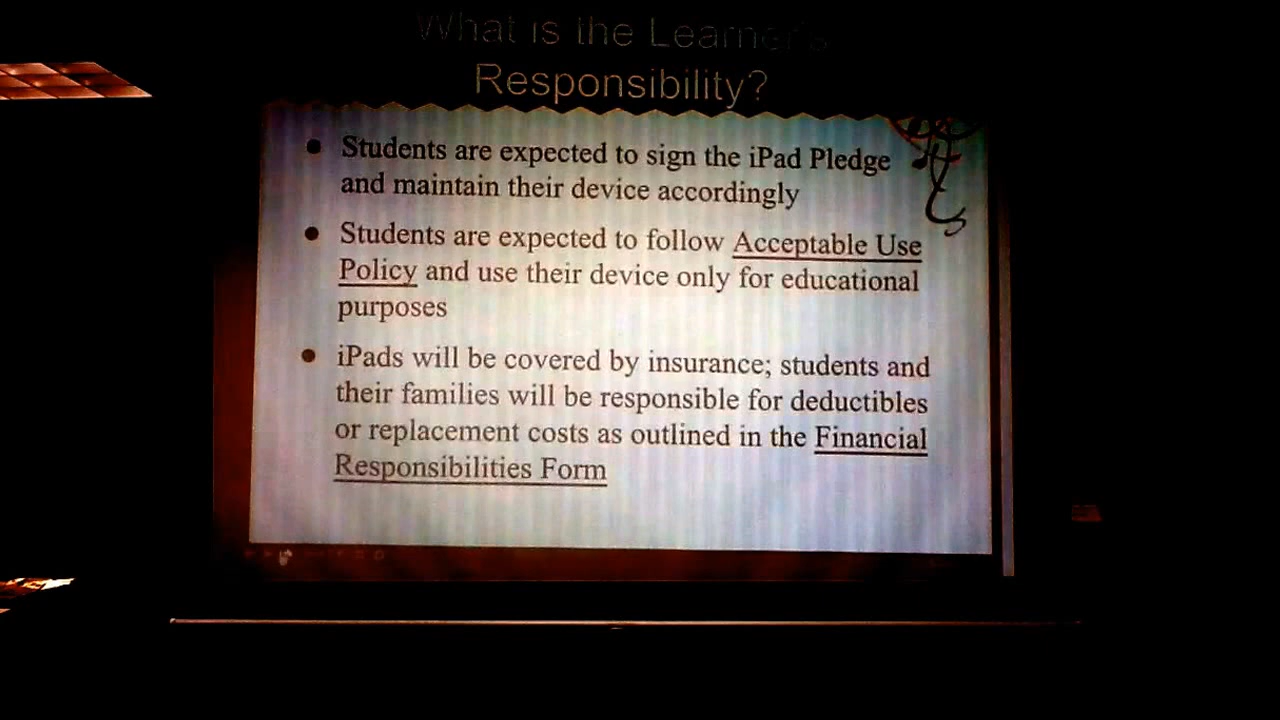 What is the Learner's
Responsibility?
● Students are expected to sign the iPad Pledge
and maintain their device accordingly
● Students are expected to follow Acceptable Use
Policy and use their device only for educational
purposes
● iPads will be covered by insurance; students and
their families will be responsible for deductibles
or replacement costs as outlined in the Financial
Responsibilities Form